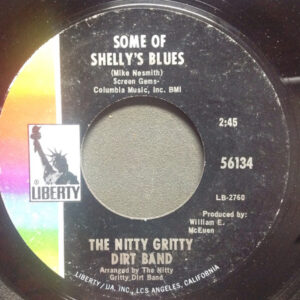 SOME OF
SHELLY'S BLUES
(Mike Nesmith)
Screen Gems-
Columbia Music, Inc. BMI
2:45
56134
LB-2760
LIBERTY
Produced by:
William E.
McEuen
THE NITTY GRITTY
DIRT BAND
Arranged by The Nitty
Gritty Dirt Band
LIBERTY/UA, INC., LOS ANGELES, CALIFORNIA